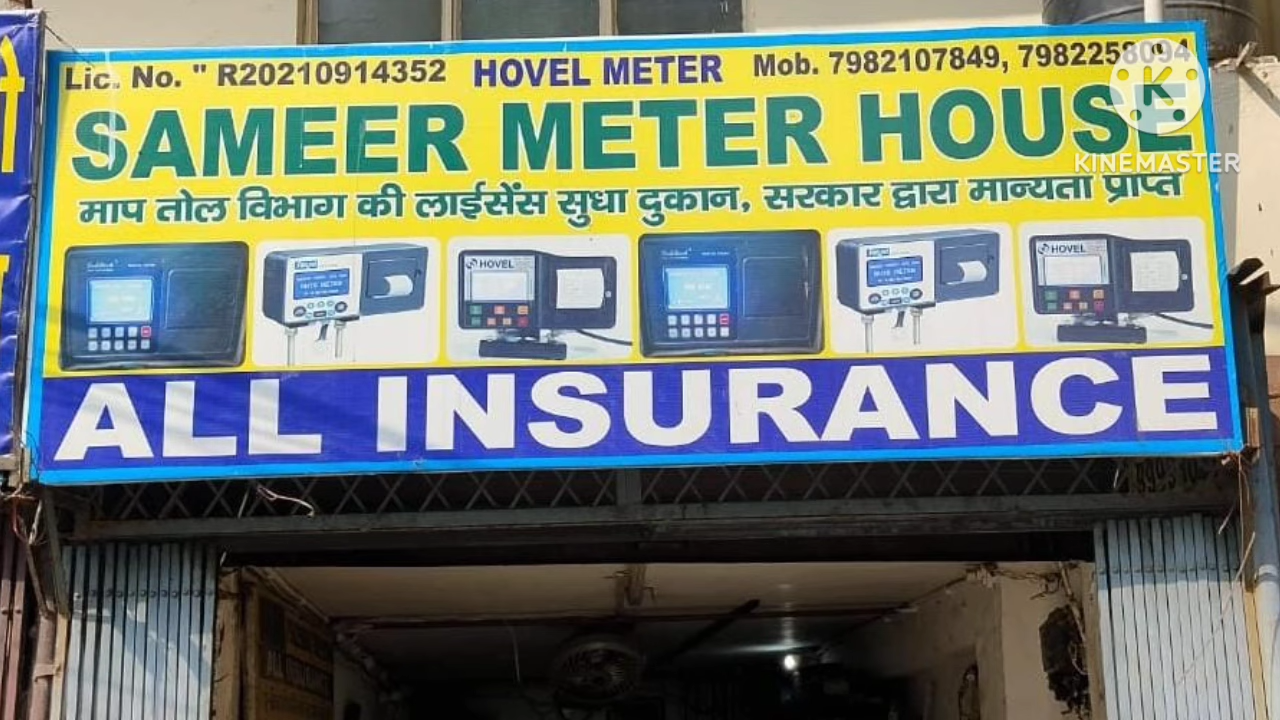 Lic. No. " R20210914352 HOVEL METER Mob. 7982107849, 7982258094
SAMEER METER HOUSE
माप तोल विभाग की लाईसेंस सुधा दुकान, सरकार द्वारा मान्यता प्राप्त
HOVEL HOVEL
ALL INSURANCE
K
KINEMASTER